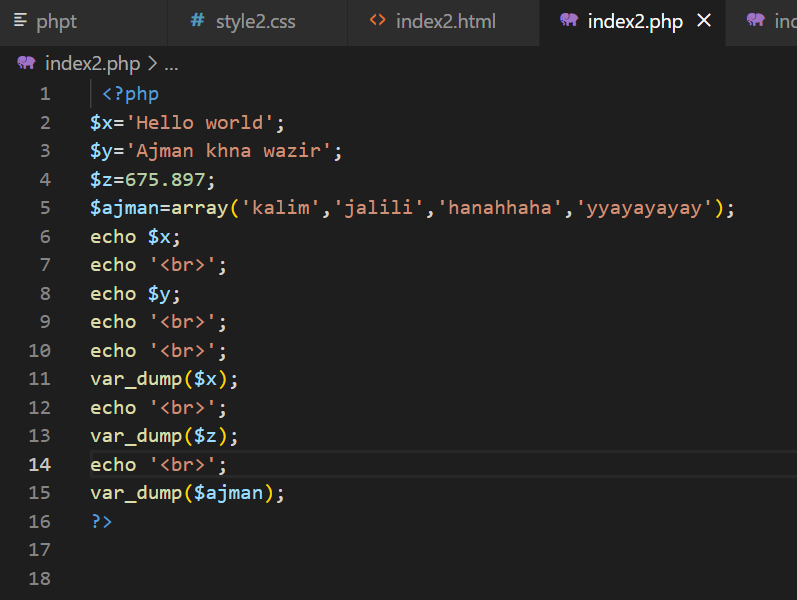 phpt style2.css index2.html index2.php inc
index2.php > ...
1 <?php
2 $x='Hello world';
3 $y='Ajman khna wazir';
4 $z=675.897;
5 $ajman=array('kalim','jalili','hanahhaha','yyayayayay');
6 echo $x;
7 echo '<br>';
8 echo $y;
9 echo '<br>';
10 echo '<br>';
11 var_dump($x);
12 echo '<br>';
13 var_dump($z);
14 echo '<br>';
15 var_dump($ajman);
16 ?>
17
18